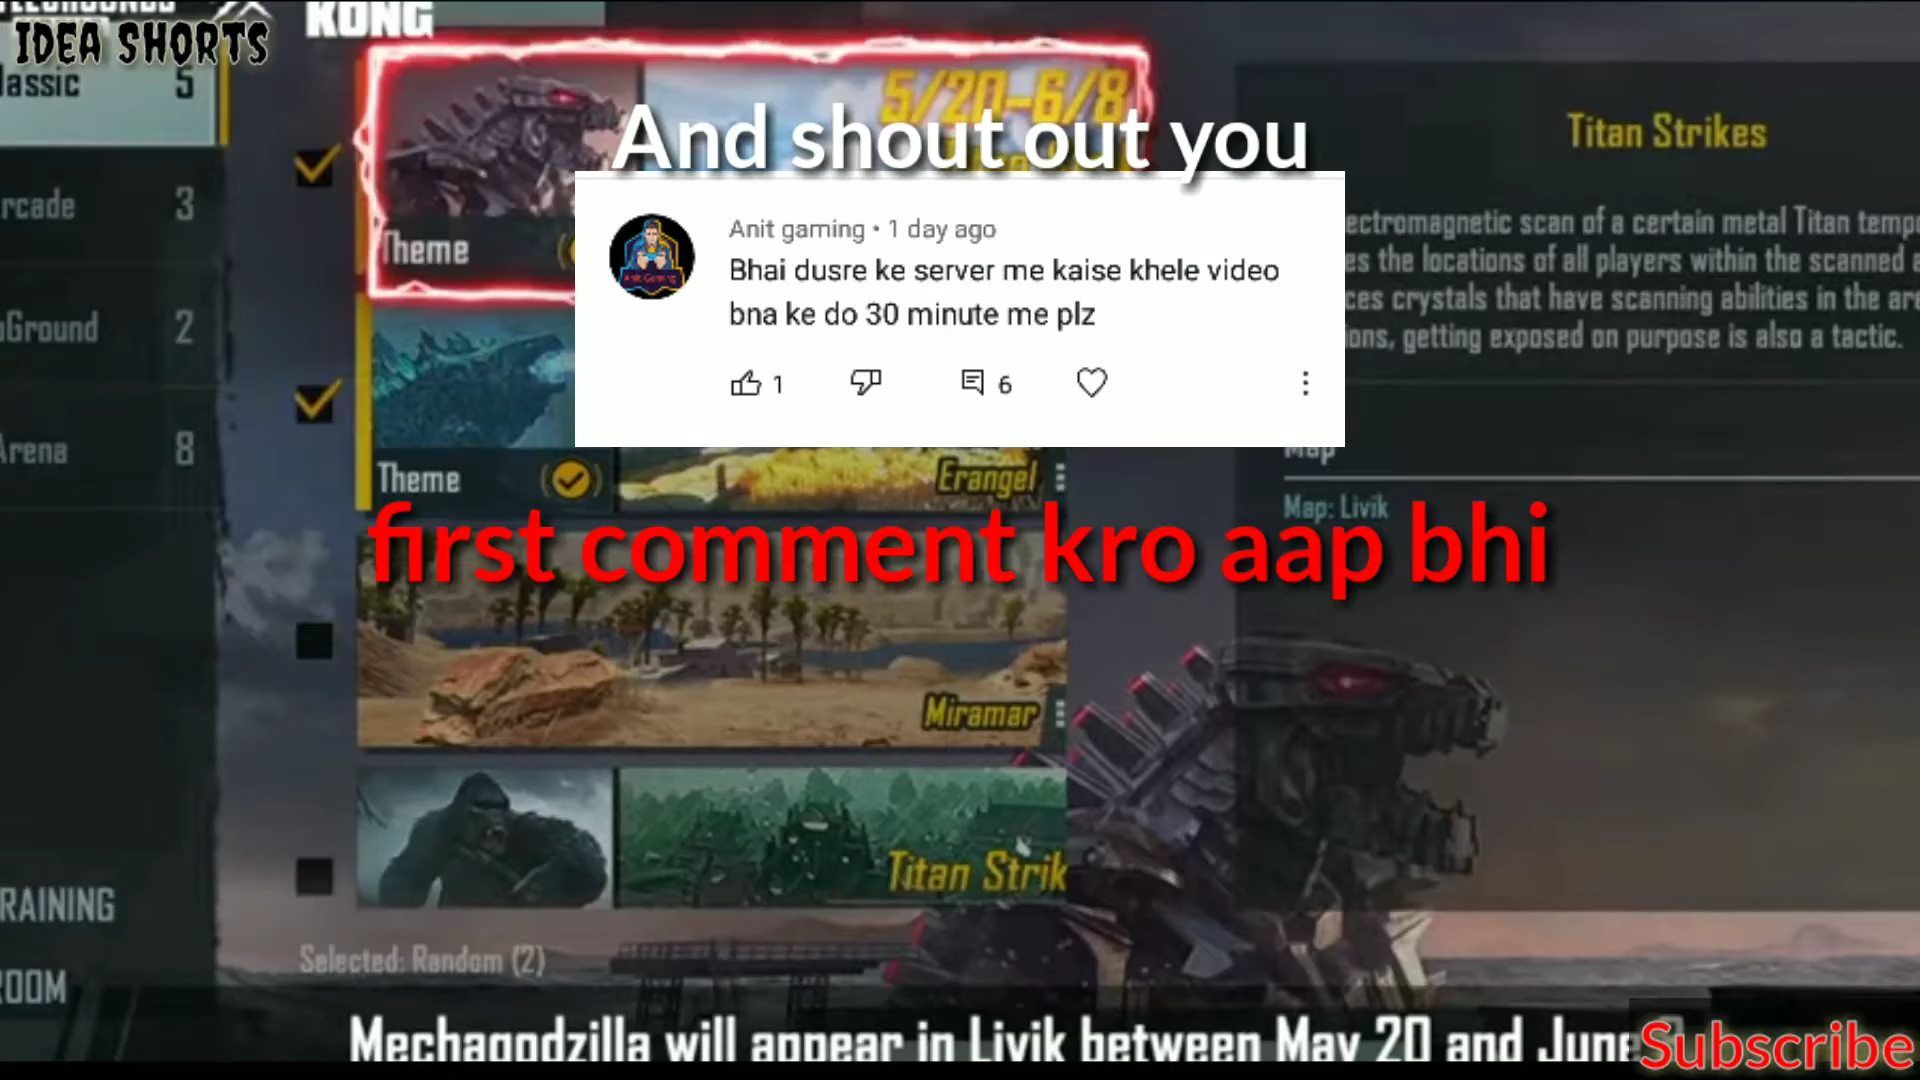 IDEA SHORTS
KONG
5/20-6/8
And shout out you
Anit gaming • 1 day ago
Bhai dusre ke server me kaise khele video
bna ke do 30 minute me plz
1
6
first comment kro aap bhi
lassic 5
rcade 3
Ground 2
Arena 8
RAINING
OOM
Theme
Theme
Erangel
Miramar
Titan Strik
Selected: Random (2)
Titan Strikes
ectromagnetic scan of a certain metal Titan temp
es the locations of all players within the scanned a
ces crystals that have scanning abilities in the are
ions, getting exposed on purpose is also a tactic.
Map
Map: Livik
Mechagodzilla will appear in Livik between May 20 and June
Subscribe